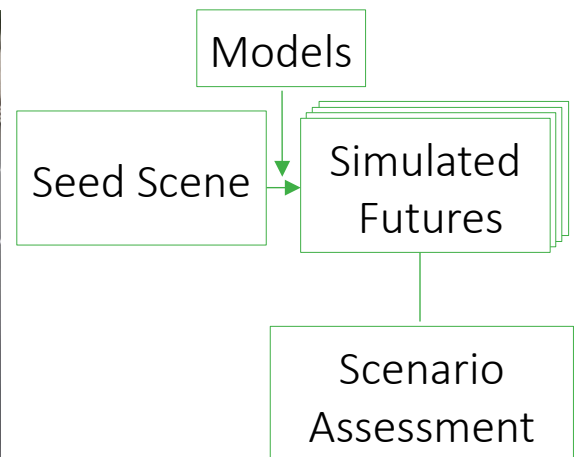 Models
Seed Scene
Simulated
Futures
Scenario
Assessment